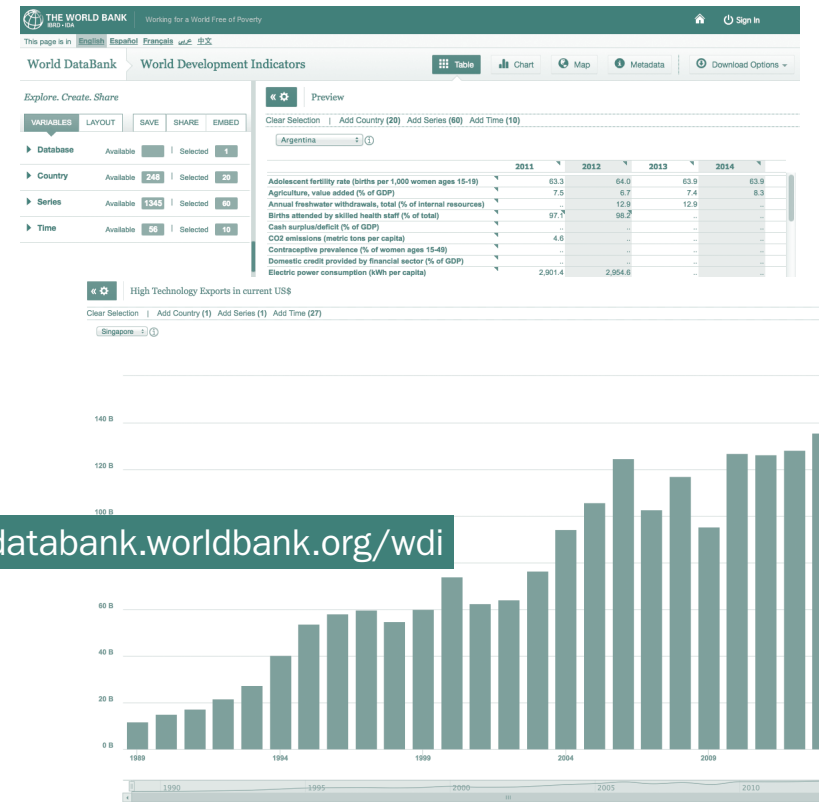 THE WORLD BANK
IBRD • IDA
Working for a World Free of Poverty
Sign In
This page is in English Español Français عربي 中文
World DataBank World Development Indicators
Table Chart Map Metadata Download Options
Explore. Create. Share
Preview
VARIABLES LAYOUT SAVE SHARE EMBED
Clear Selection | Add Country (20) Add Series (60) Add Time (10)
Argentina
Database Available | Selected 1
Country Available 248 | Selected 20
Series Available 1345 | Selected 60
Time Available 56 | Selected 10
2011 2012 2013 2014
Adolescent fertility rate (births per 1,000 women ages 15-19) 63.3 64.0 63.9 63.9
Agriculture, value added (% of GDP) 7.5 6.7 7.4 8.3
Annual freshwater withdrawals, total (% of internal resources) .. 12.9 12.9 ..
Births attended by skilled health staff (% of total) 97.1 98.2 .. ..
Cash surplus/deficit (% of GDP) .. .. .. ..
CO2 emissions (metric tons per capita) 4.6 .. .. ..
Contraceptive prevalence (% of women ages 15-49) .. .. .. ..
Domestic credit provided by financial sector (% of GDP) .. .. .. ..
Electric power consumption (kWh per capita) 2,901.4 2,954.6 .. ..
High Technology Exports in current US$
Clear Selection | Add Country (1) Add Series (1) Add Time (27)
Singapore
140 B
120 B
100 B
databank.worldbank.org/wdi
60 B
40 B
20 B
0 B
1989 1994 1999 2004 2009
1990 1995 2000 2005 2010